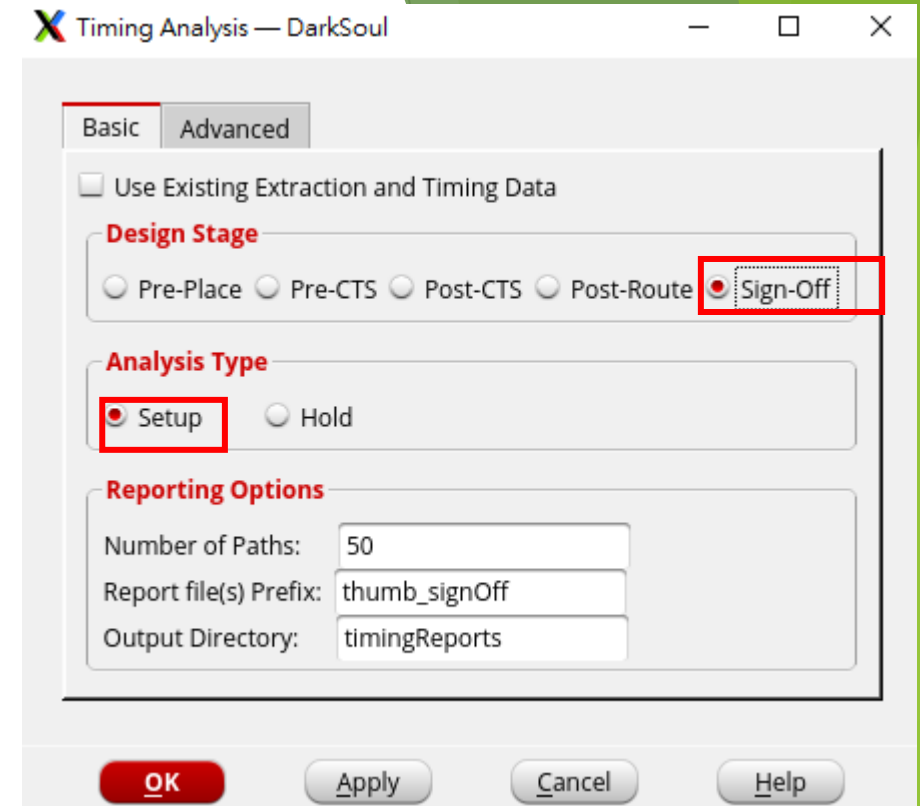 Timing Analysis — DarkSoul
Basic Advanced
Use Existing Extraction and Timing Data
Design Stage
Pre-Place Pre-CTS Post-CTS Post-Route Sign-Off
Analysis Type
Setup Hold
Reporting Options
Number of Paths: 50
Report file(s) Prefix: thumb_signOff
Output Directory: timingReports
OK Apply Cancel Help